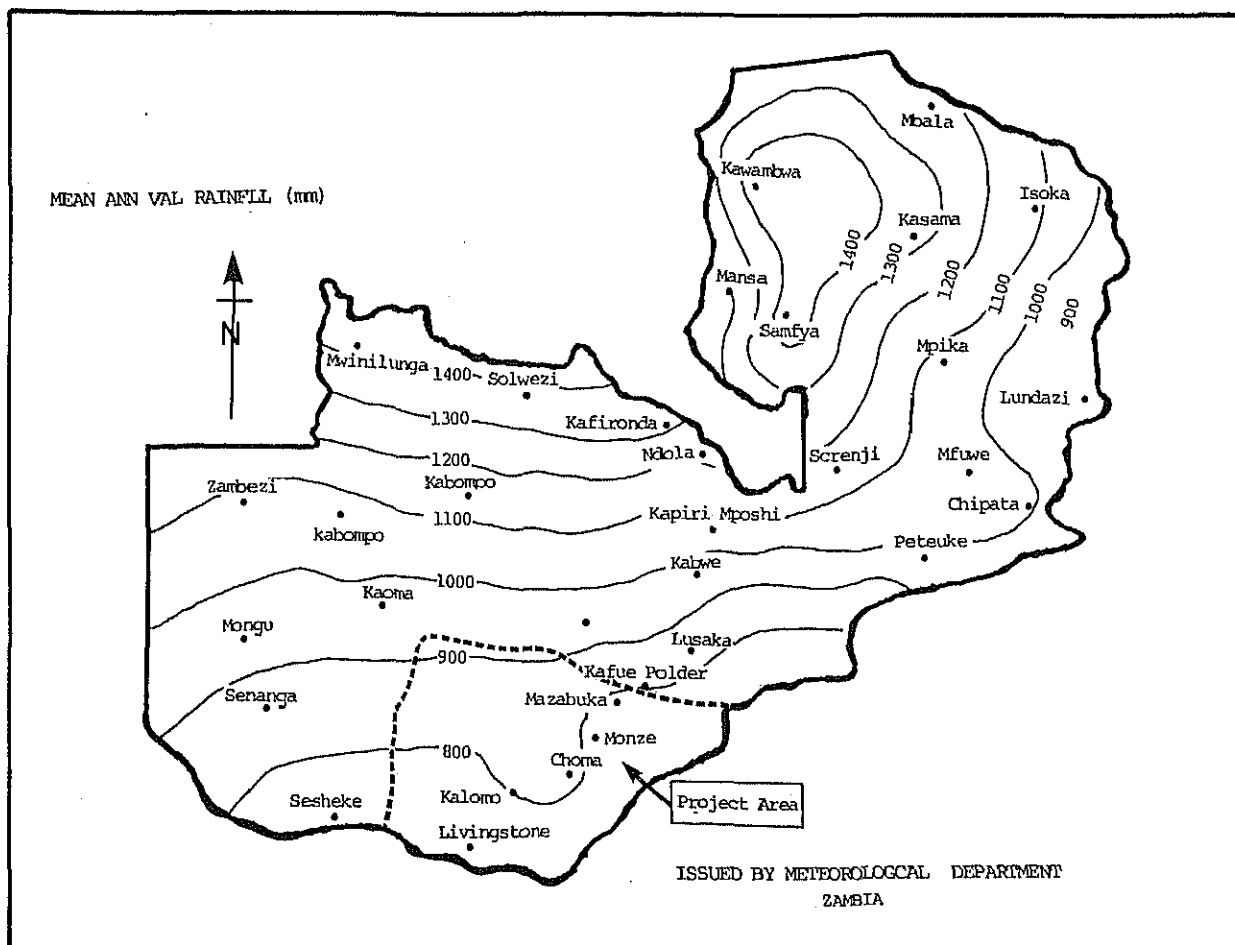 Mbala
Kawambwa
MEAN ANN VAL RAINFLL (mm)
Isoka
Kasama
1400
1300
1200
1100
1000
900
Mansa
N
Samfya
Mpika
Mwinilunga
1400
Solwezi
Lundazi
1300
Kafironda
1200
Ndola
Screnji
Mfuwe
Zambezi
Kabompo
Chipata
1100
Kapiri Mposhi
kabompo
Peteuke
1000
Kabwe
Kaoma
Mongu
900
Lusaka
Kafue Polder
Senanga
Mazabuka
Monze
800
Choma
Kalomo
Project Area
Sesheke
Livingstone
ISSUED BY METEOROLOGCAL DEPARTMENT
ZAMBIA